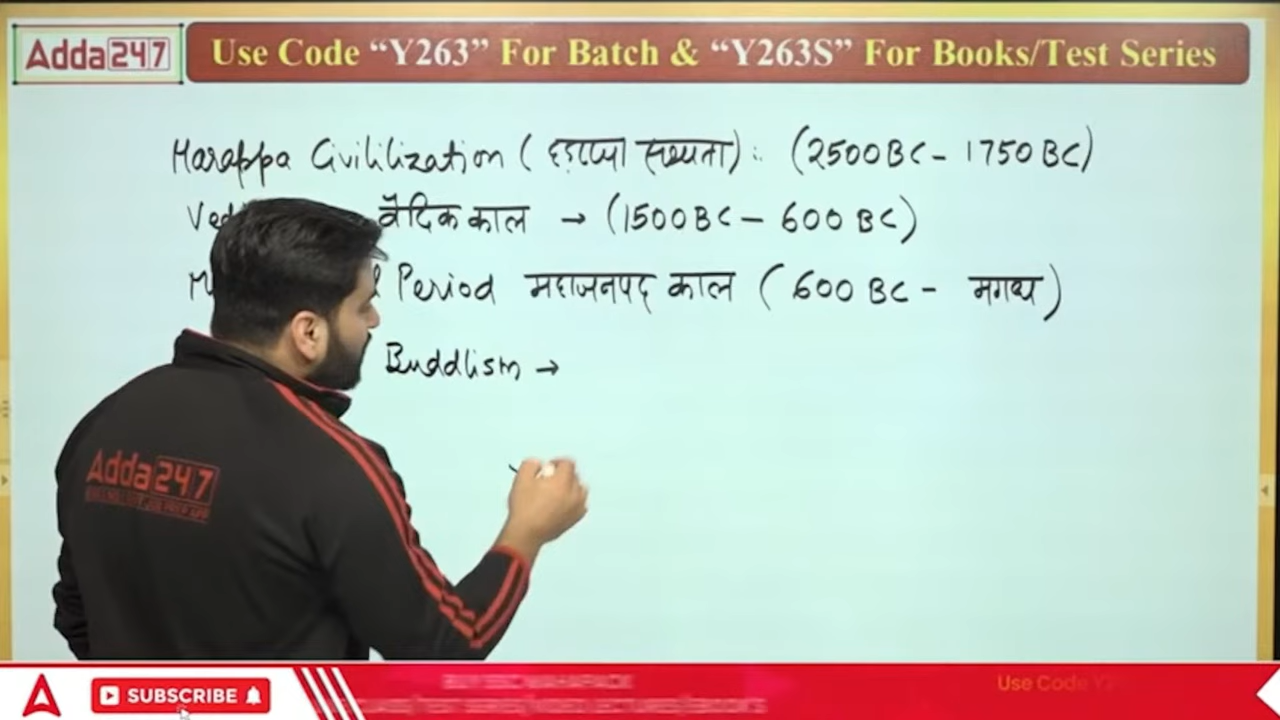 Adda247
Use Code “Y263” For Batch & “Y263S” For Books/Test Series
Harappa Civililization (हड़प्पा सभ्यता): (2500 BC - 1750 BC)
वैदिक काल → (1500 BC - 600 BC)
Period महाजनपद काल (600 BC - मगध)
Buddlism →
Adda247
SUBSCRIBE
Use Code